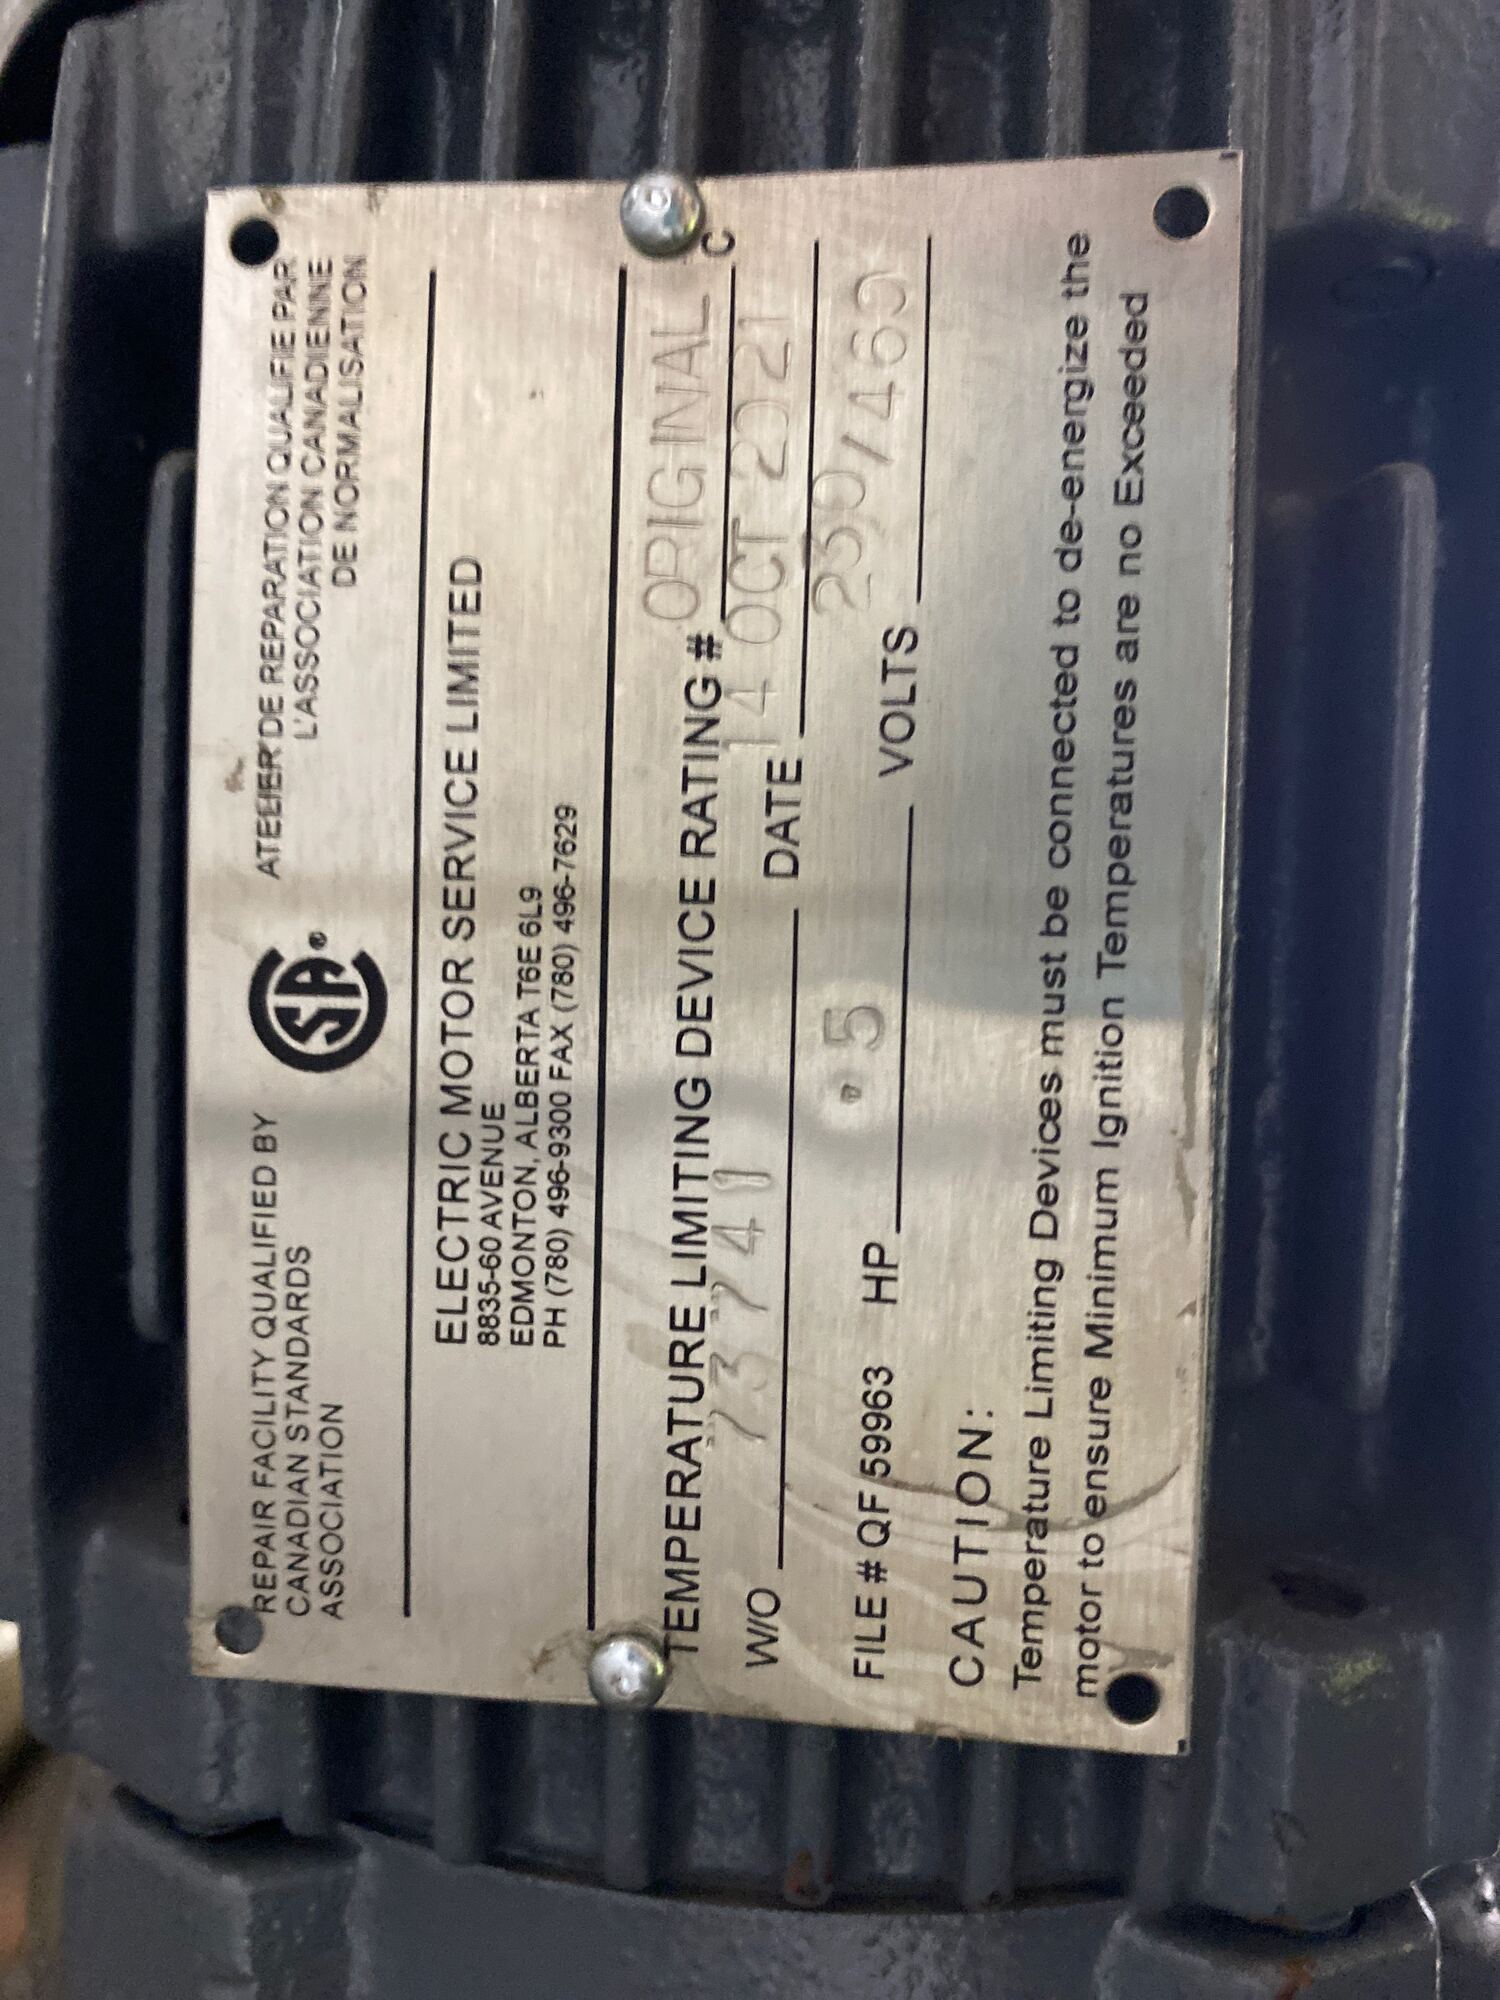 REPAIR FACILITY QUALIFIED BY
CANADIAN STANDARDS
ASSOCIATION
CSA®
ATELIER DE REPARATION QUALIFIE PAR
L'ASSOCIATION CANADIENNE
DE NORMALISATION
ELECTRIC MOTOR SERVICE LIMITED
8835-60 AVENUE
EDMONTON, ALBERTA T6E 6L9
PH (780) 496-9300 FAX (780) 496-7629
TEMPERATURE LIMITING DEVICE RATING # ORIGINAL C
W/O 73741 DATE 14 OCT 2021
FILE # QF 59963 HP .5 VOLTS 230/460
CAUTION:
Temperature Limiting Devices must be connected to de-energize the
motor to ensure Minimum Ignition Temperatures are no Exceeded